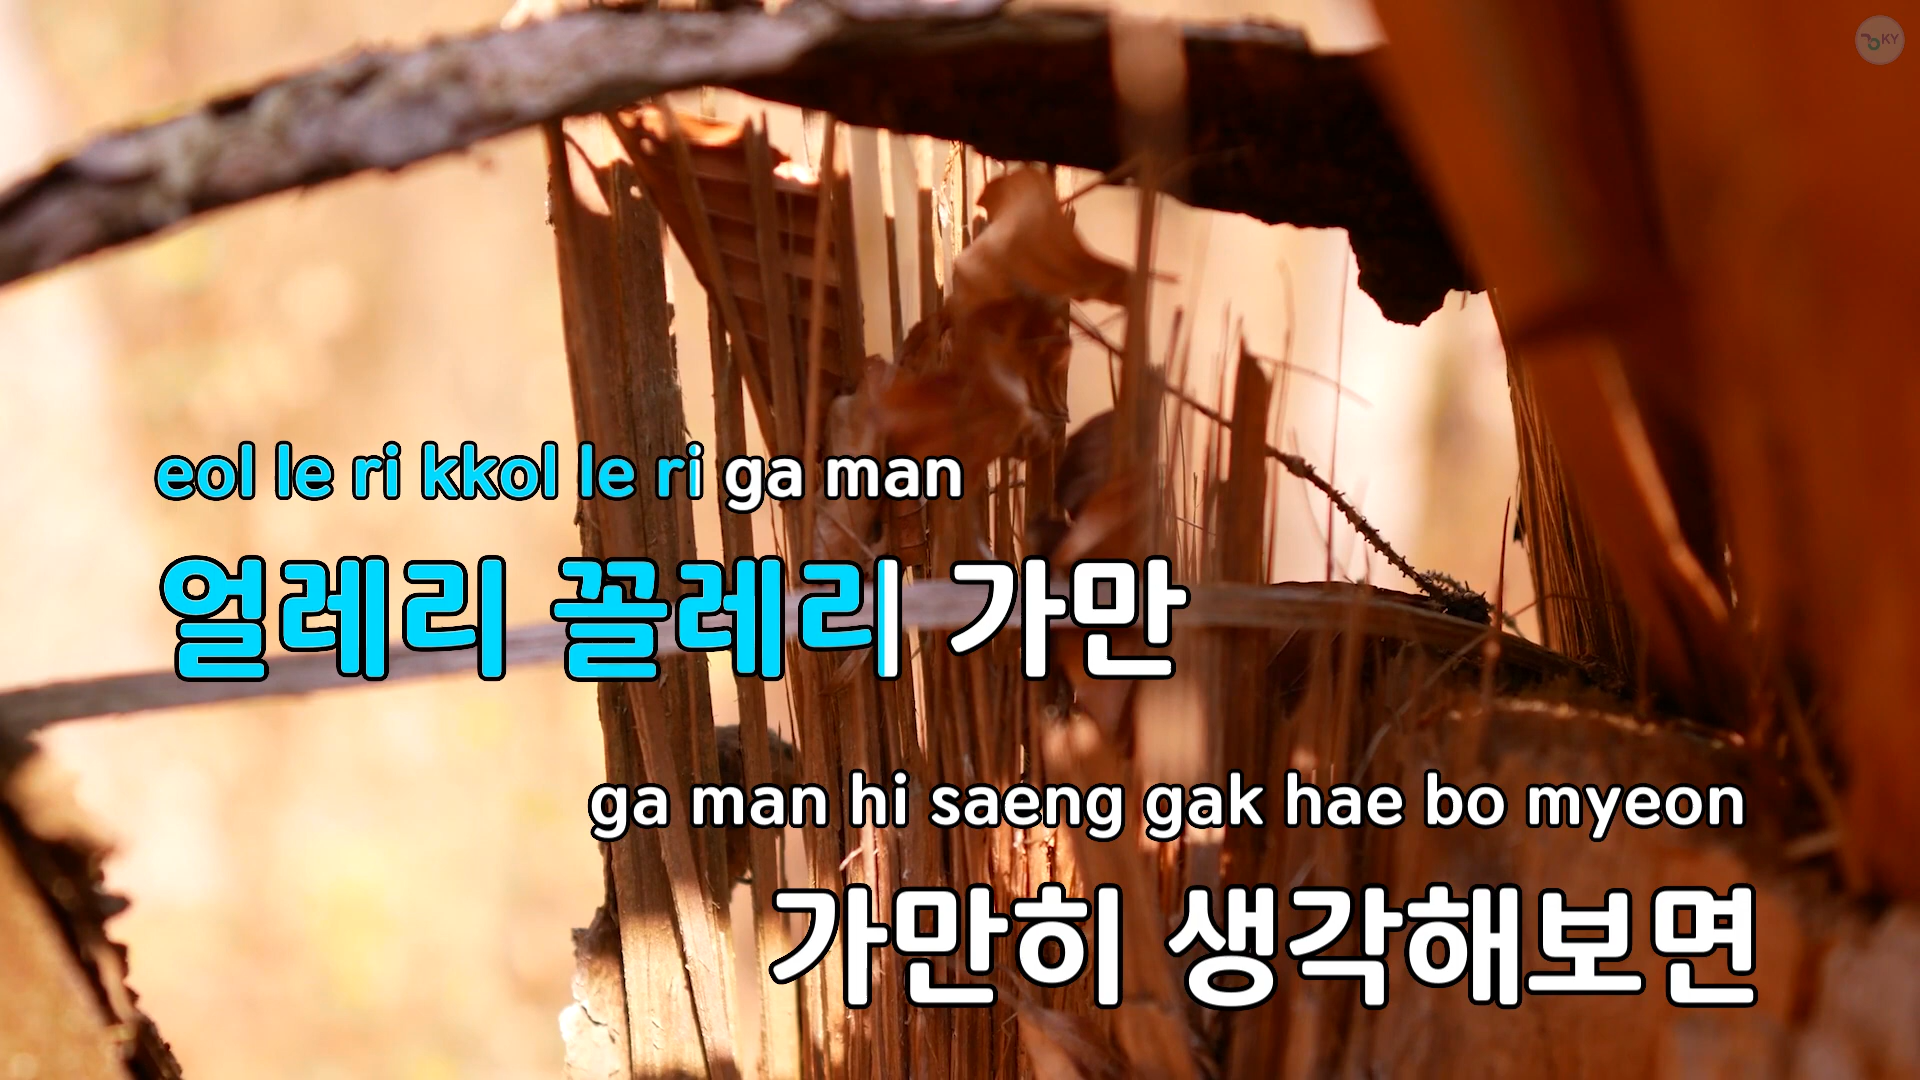 KY
eol le ri kkol le ri ga man
얼레리 꼴레리 가만
ga man hi saeng gak hae bo myeon
가만히 생각해보면